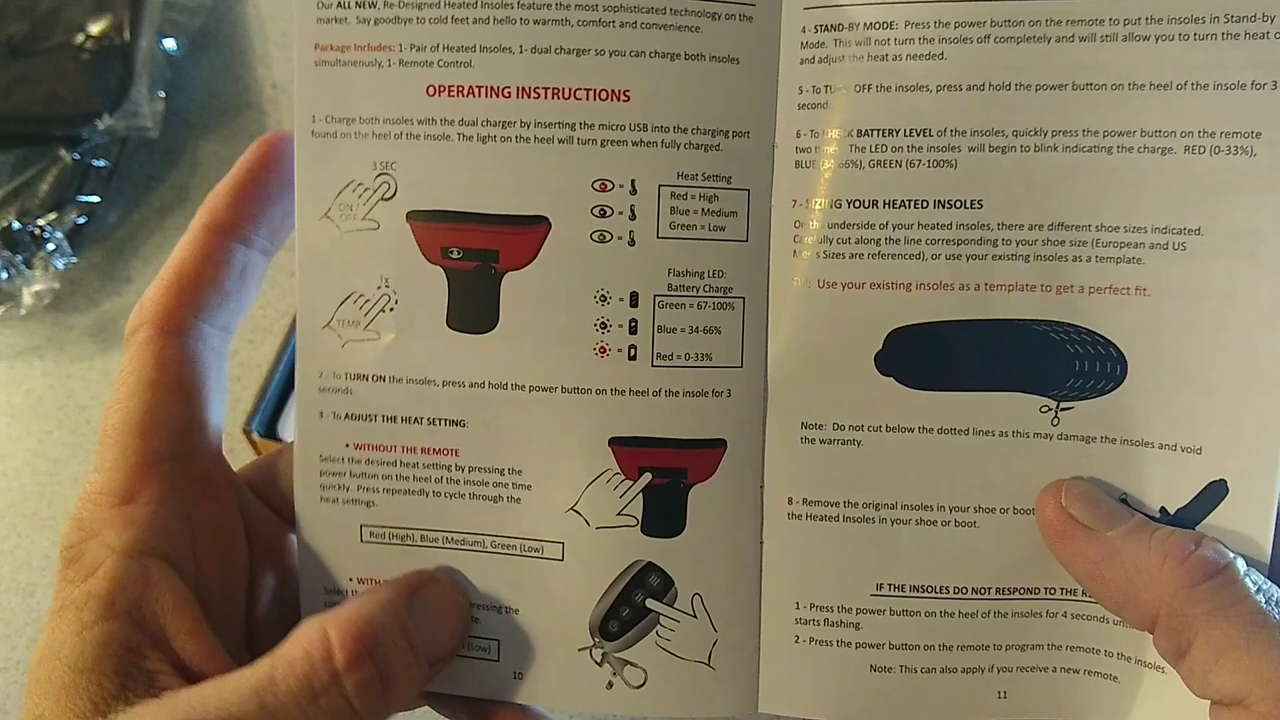 Our ALL NEW, Re-Designed Heated Insoles feature the most sophisticated technology on the
market. Say goodbye to cold feet and hello to warmth, comfort and convenience.
Package Includes: 1- Pair of Heated Insoles, 1- dual charger so you can charge both insoles
simultenously, 1- Remote Control.
OPERATING INSTRUCTIONS
1 - Charge both insoles with the dual charger by inserting the micro USB into the charging port
found on the heel of the insole. The light on the heel will turn green when fully charged.
3 SEC
ON /
OFF
1x
TEMP
Heat Setting
Red = High
Blue = Medium
Green = Low
Flashing LED:
Battery Charge
Green = 67-100%
Blue = 34-66%
Red = 0-33%
2 - To TURN ON the insoles, press and hold the power button on the heel of the insole for 3
seconds.
3 - To ADJUST THE HEAT SETTING:
• WITHOUT THE REMOTE
Select the desired heat setting by pressing the
power button on the heel of the insole one time
quickly. Press repeatedly to cycle through the
heat settings.
Red (High), Blue (Medium), Green (Low)
• WITH
Select the
pressing the
(Low)
10
4 - STAND-BY MODE: Press the power button on the remote to put the insoles in Stand-by
Mode. This will not turn the insoles off completely and will still allow you to turn the heat
and adjust the heat as needed.
5 - To OFF the insoles, press and hold the power button on the heel of the insole for 3
6 - To BATTERY LEVEL of the insoles, quickly press the power button on the remote
two The LED on the insoles will begin to blink indicating the charge. RED (0-33%),
BLUE (34-66%), GREEN (67-100%)
7 - SIZING YOUR HEATED INSOLES
On the underside of your heated insoles, there are different shoe sizes indicated.
Carefully cut along the line corresponding to your shoe size (European and US
Men's Sizes are referenced), or use your existing insoles as a template.
Use your existing insoles as a template to get a perfect fit.
Note: Do not cut below the dotted lines as this may damage the insoles and void
the warranty.
8 - Remove the original insoles in your shoe or boot
the Heated Insoles in your shoe or boot.
IF THE INSOLES DO NOT RESPOND TO THE
1 - Press the power button on the heel of the insoles for 4 seconds
starts flashing.
2 - Press the power button on the remote to program the remote to the insoles.
Note: This can also apply if you receive a new remote.
11